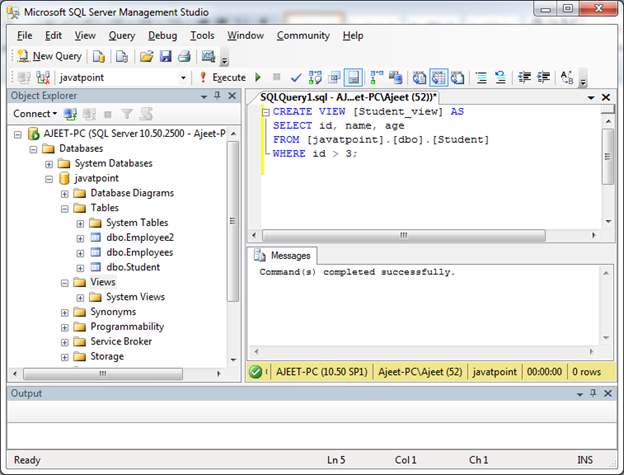 Microsoft SQL Server Management Studio
File Edit View Query Debug Tools Window Community Help
New Query
javatpoint Execute
Object Explorer
Connect
AJEET-PC (SQL Server 10.50.2500 - Ajeet-P
Databases
System Databases
javatpoint
Database Diagrams
Tables
System Tables
dbo.Employee2
dbo.Employees
dbo.Student
Views
System Views
Synonyms
Programmability
Service Broker
Storage
SQLQuery1.sql - AJ...et-PC\Ajeet (52))*
CREATE VIEW [Student_view] AS
SELECT id, name, age
FROM [javatpoint].[dbo].[Student]
WHERE id > 3;
Messages
Command(s) completed successfully.
AJEET-PC (10.50 SP1) Ajeet-PC\Ajeet (52) javatpoint 00:00:00 0 rows
Output
Ready Ln 5 Col 1 Ch 1 INS